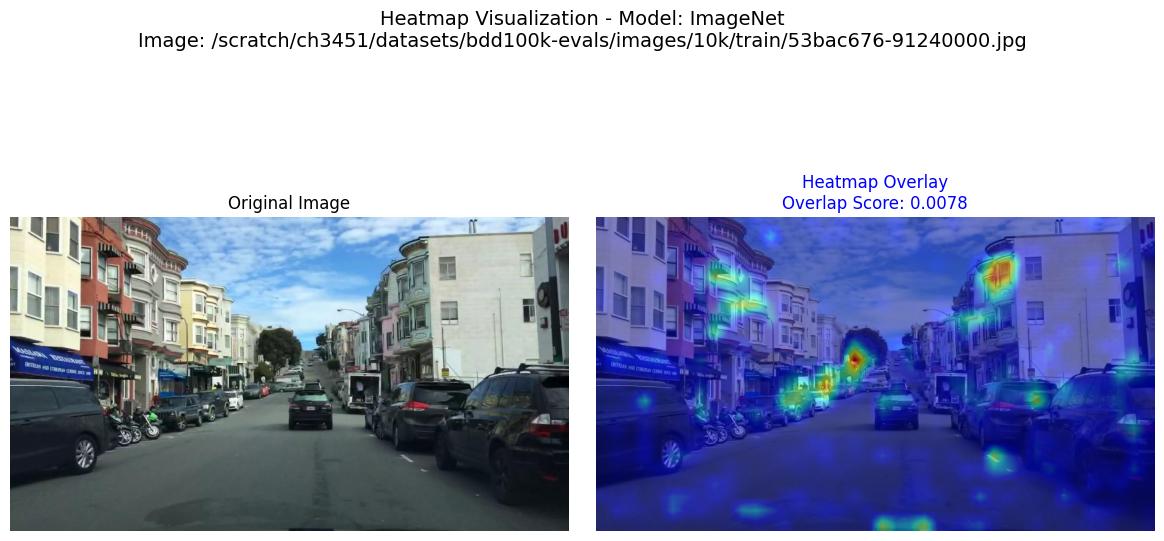 Heatmap Visualization - Model: ImageNet
Image: /scratch/ch3451/datasets/bdd100k-evals/images/10k/train/53bac676-91240000.jpg
Original Image
Heatmap Overlay
Overlap Score: 0.0078